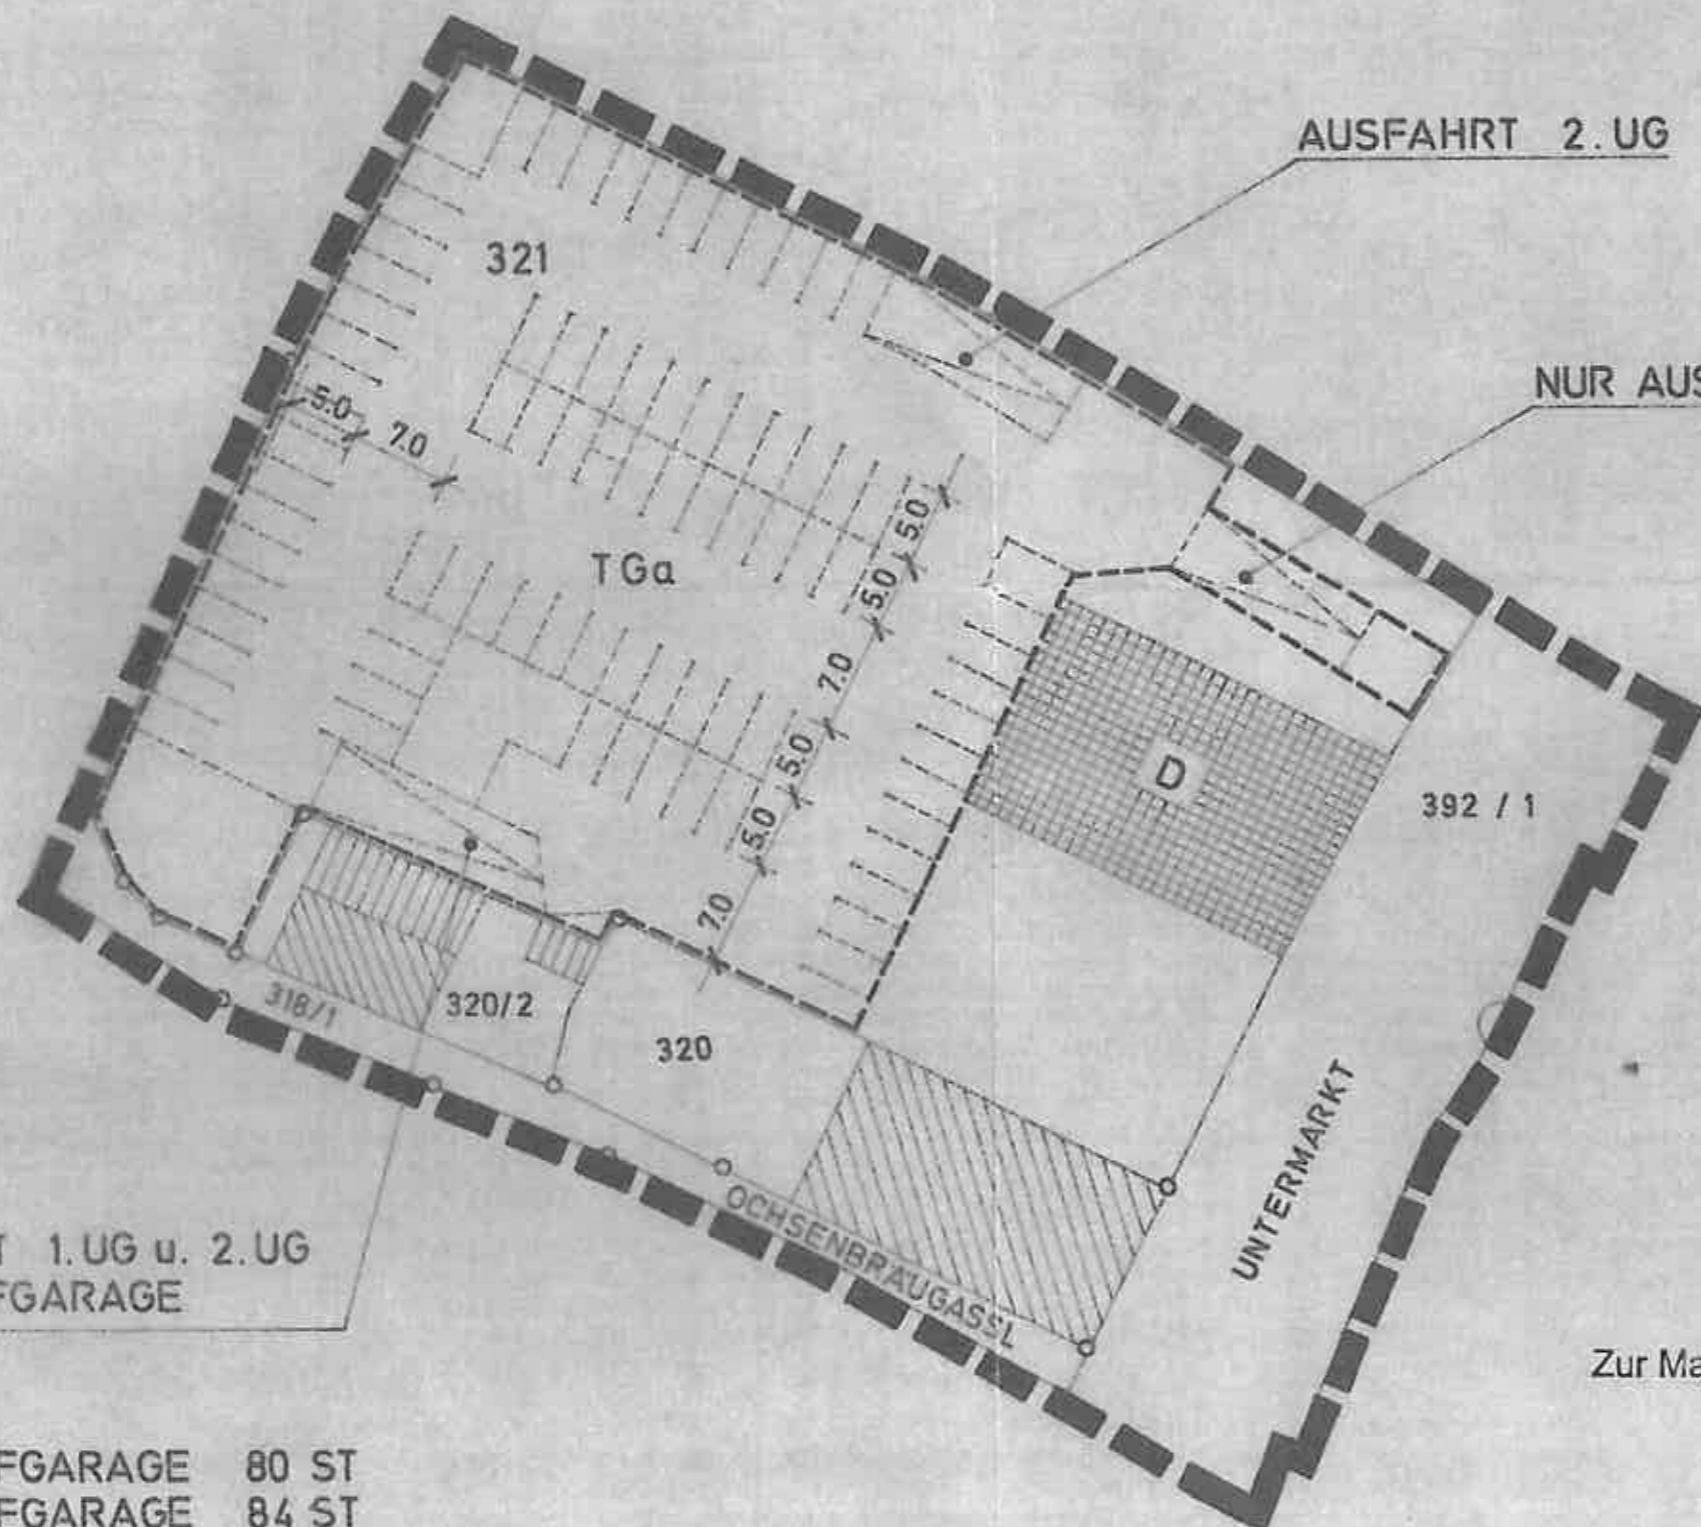 AUSFAHRT 2.UG
321
NUR AUS
5.0
7.0
5.0
TGa
5.0
7.0
5.0
D
392 / 1
5.0
7.0
318/1
320/2
320
UNTERMARKT
OCHSENBRÄUGASSL
T 1.UG u. 2.UG
FGARAGE
Zur Ma
FGARAGE 80 ST
FGARAGE 84 ST